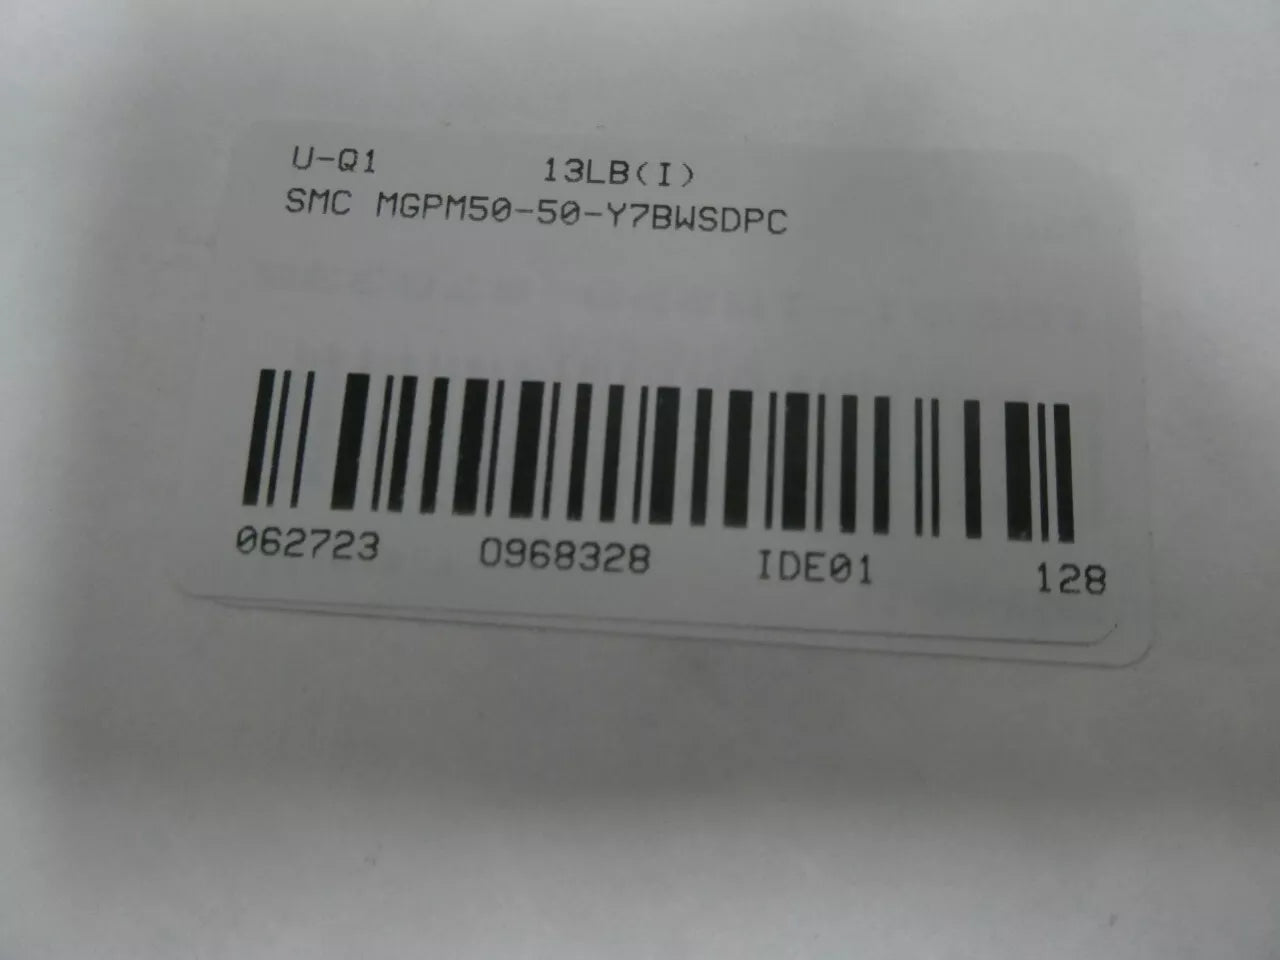 U-Q1 13LB(I)
SMC MGPM50-50-Y7BWSDPC
062723 0968328 IDE01 128